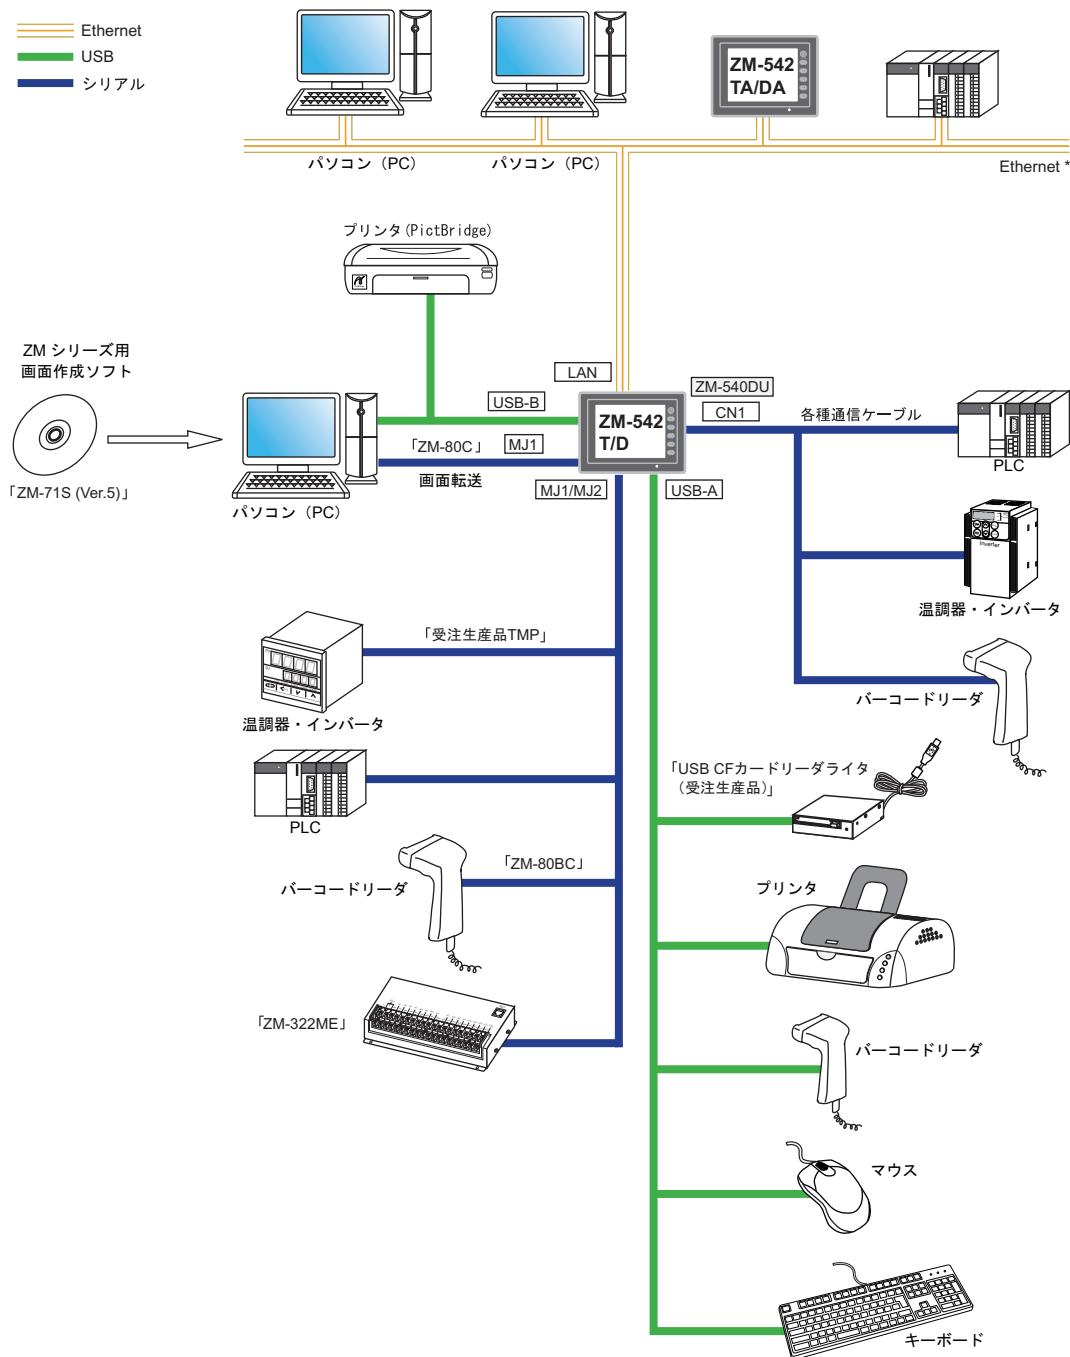 Ethernet
USB
シリアル
ZM-542
TA/DA
パソコン（PC）
パソコン（PC）
Ethernet *
プリンタ(PictBridge)
ZM シリーズ用
画面作成ソフト
「ZM-71S (Ver.5)」
LAN
USB-B
ZM-540DU
CN1
各種通信ケーブル
ZM-542
T/D
「ZM-80C」
MJ1
画面転送
パソコン（PC）
MJ1/MJ2
USB-A
PLC
Inverter
温調器・インバータ
「受注生産品TMP」
温調器・インバータ
バーコードリーダ
「USB CFカードリーダライタ
（受注生産品）」
PLC
バーコードリーダ
「ZM-80BC」
プリンタ
「ZM-322ME」
バーコードリーダ
マウス
キーボード